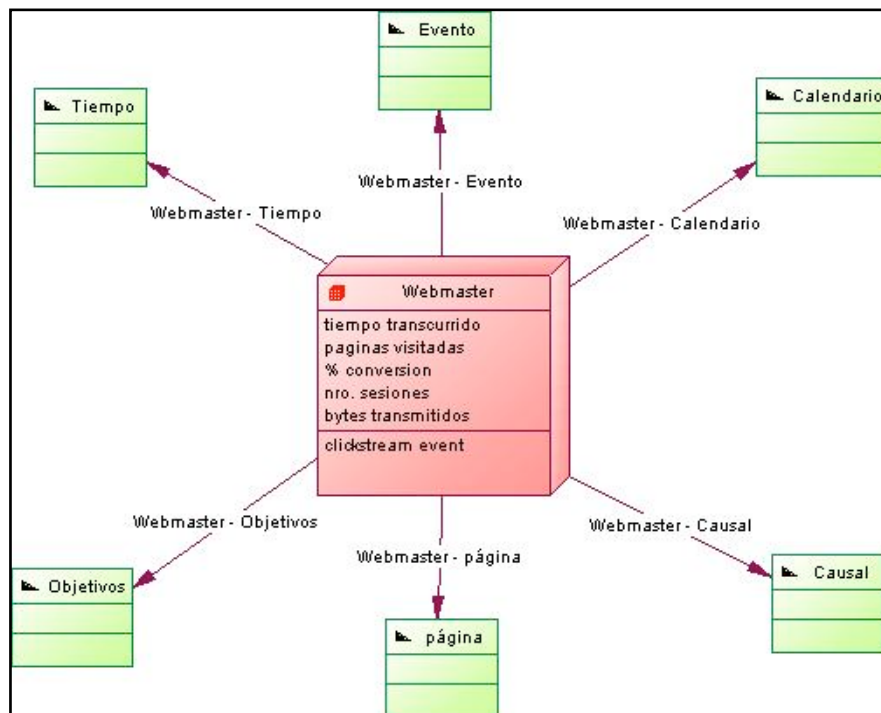 Evento
Tiempo
Calendario
Webmaster - Evento
Webmaster - Tiempo
Webmaster - Calendario
Webmaster
tiempo transcurrido
paginas visitadas
% conversion
nro. sesiones
bytes transmitidos
clickstream event
Webmaster - Objetivos
Webmaster - Causal
Webmaster - página
Objetivos
Causal
página